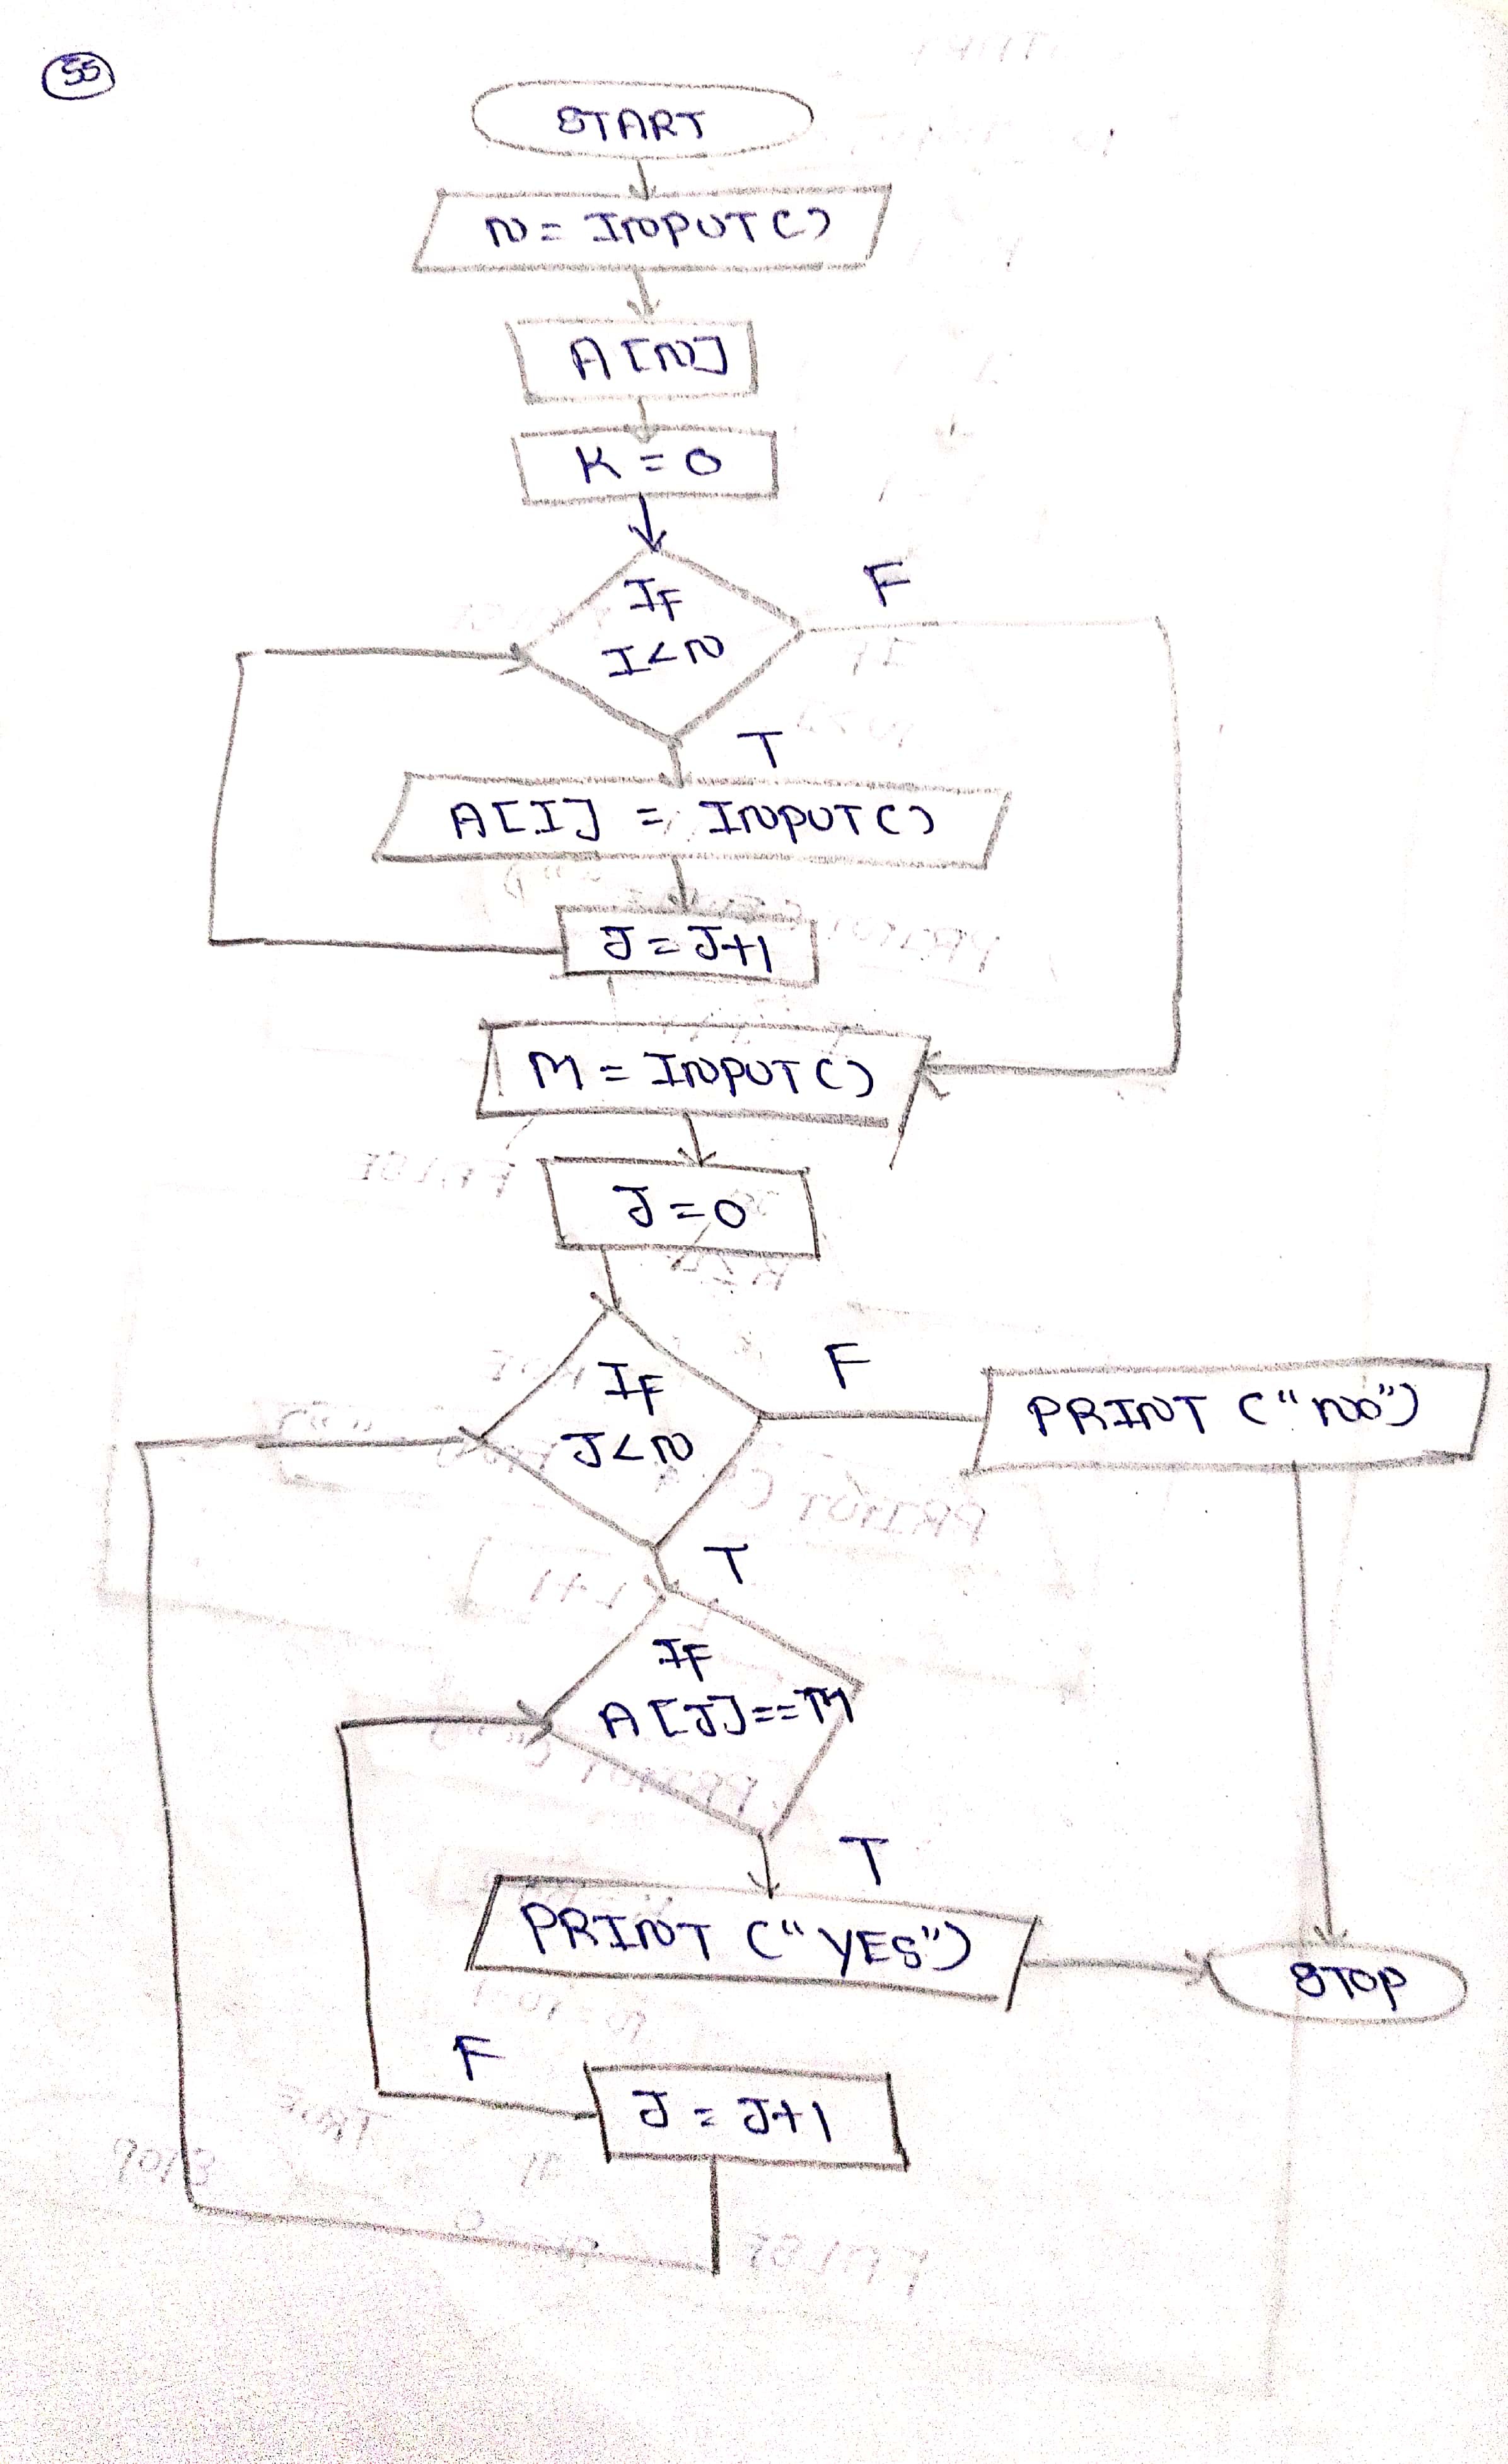 55
START
N = INPUT()
A[N]
K = 0
IF
I<N
F
T
A[I] = INPUT()
J = J+1
M = INPUT()
J = 0
IF
J<N
F
PRINT ("NO")
T
IF
A[J]==M
T
PRINT ("YES")
STOP
F
J = J+1